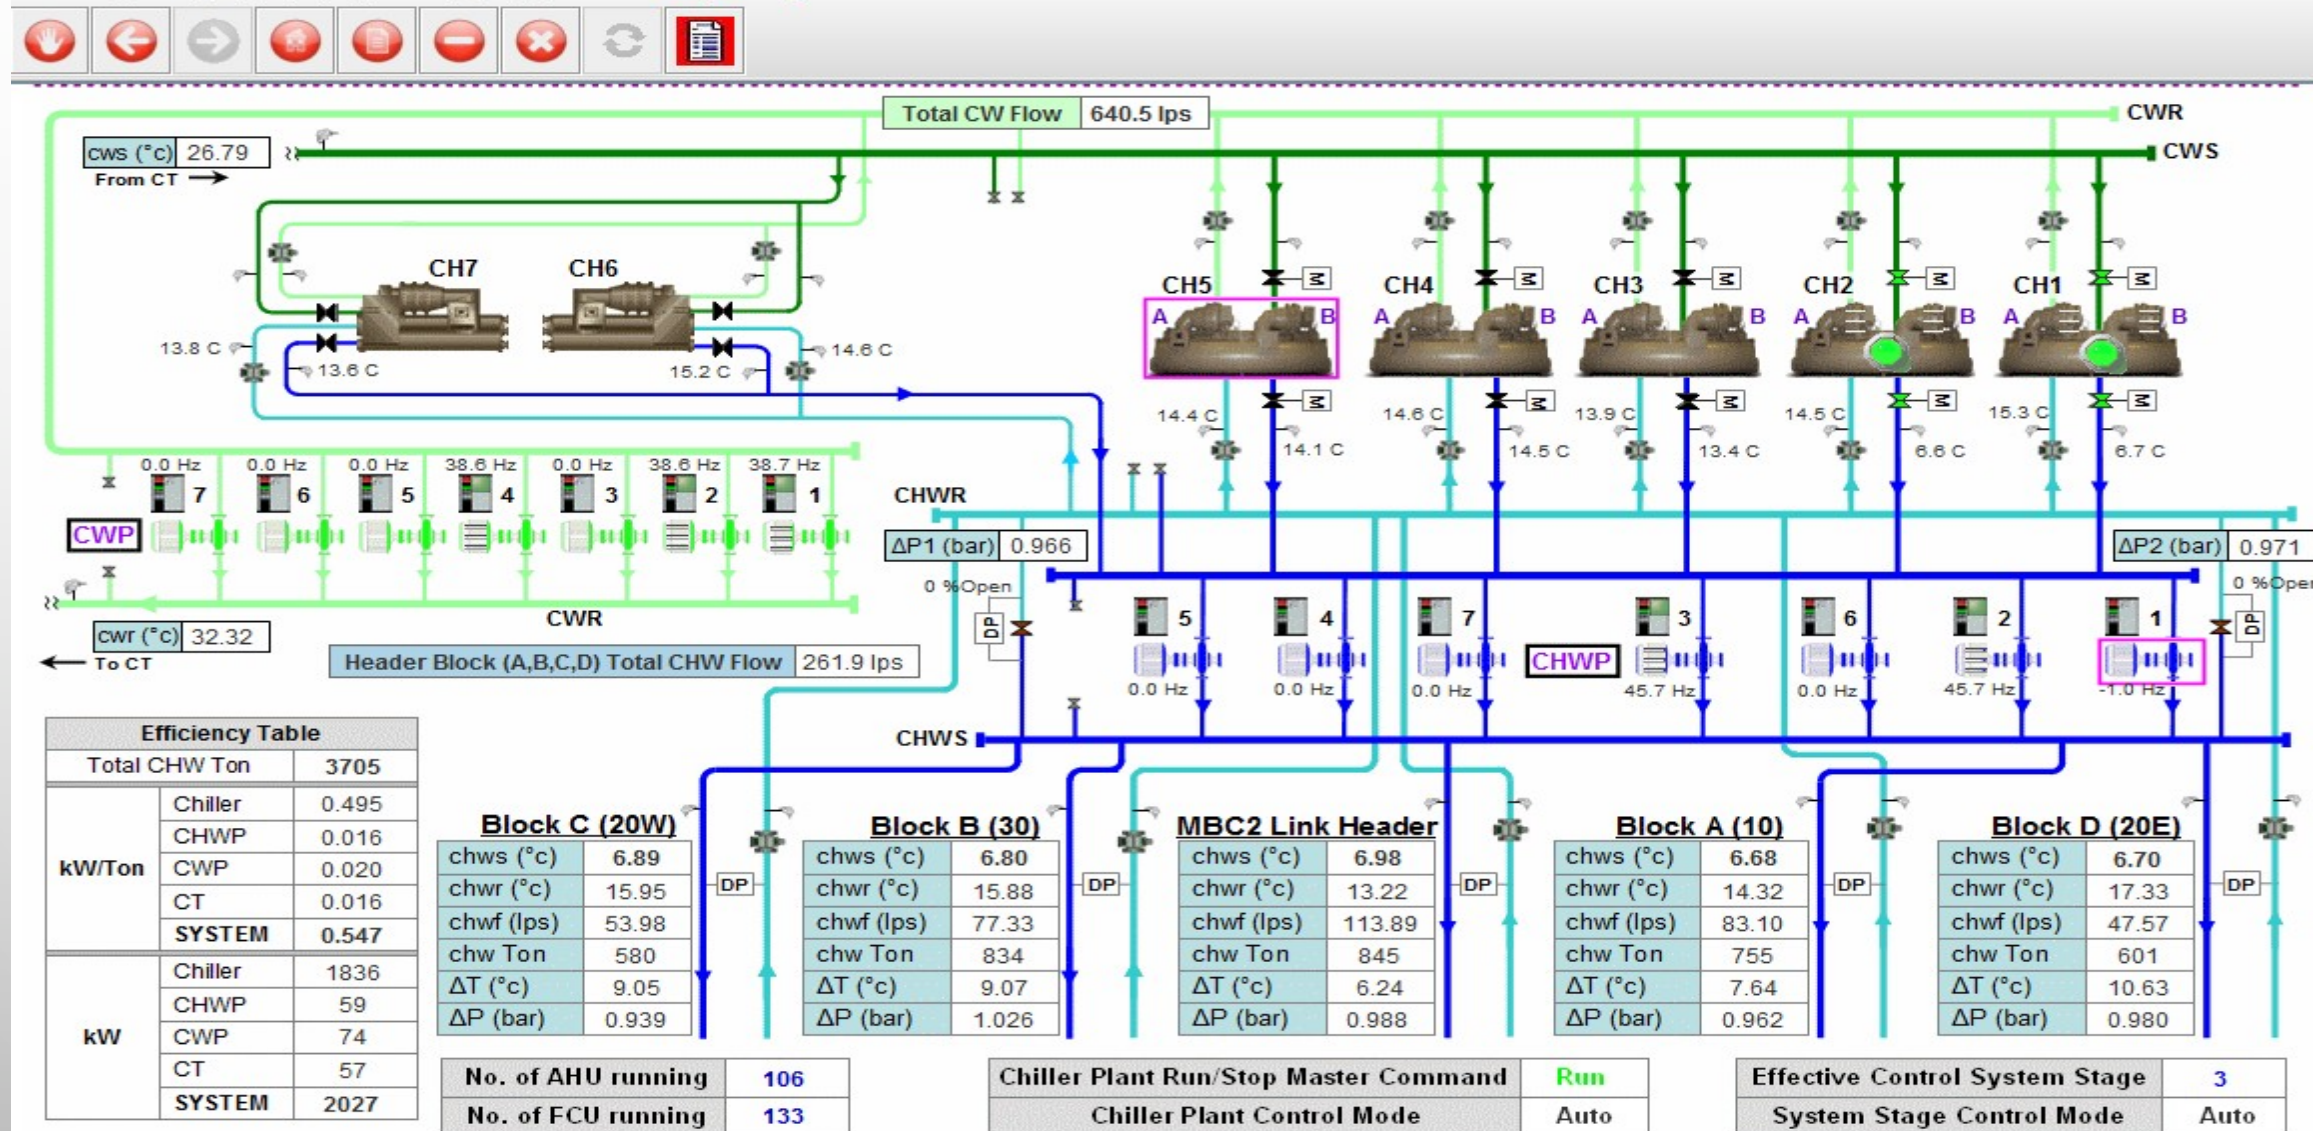 Total CW Flow 640.5 lps
CWR
cws (°c) 26.79
CWS
From CT
CH7 CH6 CH5 CH4 CH3 CH2 CH1
M M M M M
A B A B A B A B A B
13.8 C 13.6 C 15.2 C 14.6 C
M M M M M
14.4 C 14.6 C 13.9 C 14.5 C 15.3 C
14.1 C 14.5 C 13.4 C 6.6 C 6.7 C
0.0 Hz 0.0 Hz 0.0 Hz 38.6 Hz 0.0 Hz 38.6 Hz 38.7 Hz
7 6 5 4 3 2 1
CHWR
CWP
ΔP1 (bar) 0.966
ΔP2 (bar) 0.971
0 %Open
0 %Open
CWR
5 4 7 3 6 2 1
DP DP
cwr (°c) 32.32
To CT
Header Block (A,B,C,D) Total CHW Flow 261.9 lps
CHWP
0.0 Hz 0.0 Hz 0.0 Hz 45.7 Hz 0.0 Hz 45.7 Hz -1.0 Hz
CHWS
Efficiency Table
Total CHW Ton 3705
kW/Ton
Chiller 0.495
CHWP 0.016
CWP 0.020
CT 0.016
SYSTEM 0.547
kW
Chiller 1836
CHWP 59
CWP 74
CT 57
SYSTEM 2027
Block C (20W)
chws (°c) 6.89
chwr (°c) 15.95
chwf (lps) 53.98
chw Ton 580
ΔT (°c) 9.05
ΔP (bar) 0.939
DP
Block B (30)
chws (°c) 6.80
chwr (°c) 15.88
chwf (lps) 77.33
chw Ton 834
ΔT (°c) 9.07
ΔP (bar) 1.026
DP
MBC2 Link Header
chws (°c) 6.98
chwr (°c) 13.22
chwf (lps) 113.89
chw Ton 845
ΔT (°c) 6.24
ΔP (bar) 0.988
DP
Block A (10)
chws (°c) 6.68
chwr (°c) 14.32
chwf (lps) 83.10
chw Ton 755
ΔT (°c) 7.64
ΔP (bar) 0.962
DP
Block D (20E)
chws (°c) 6.70
chwr (°c) 17.33
chwf (lps) 47.57
chw Ton 601
ΔT (°c) 10.63
ΔP (bar) 0.980
DP
No. of AHU running 106
No. of FCU running 133
Chiller Plant Run/Stop Master Command Run
Chiller Plant Control Mode Auto
Effective Control System Stage 3
System Stage Control Mode Auto